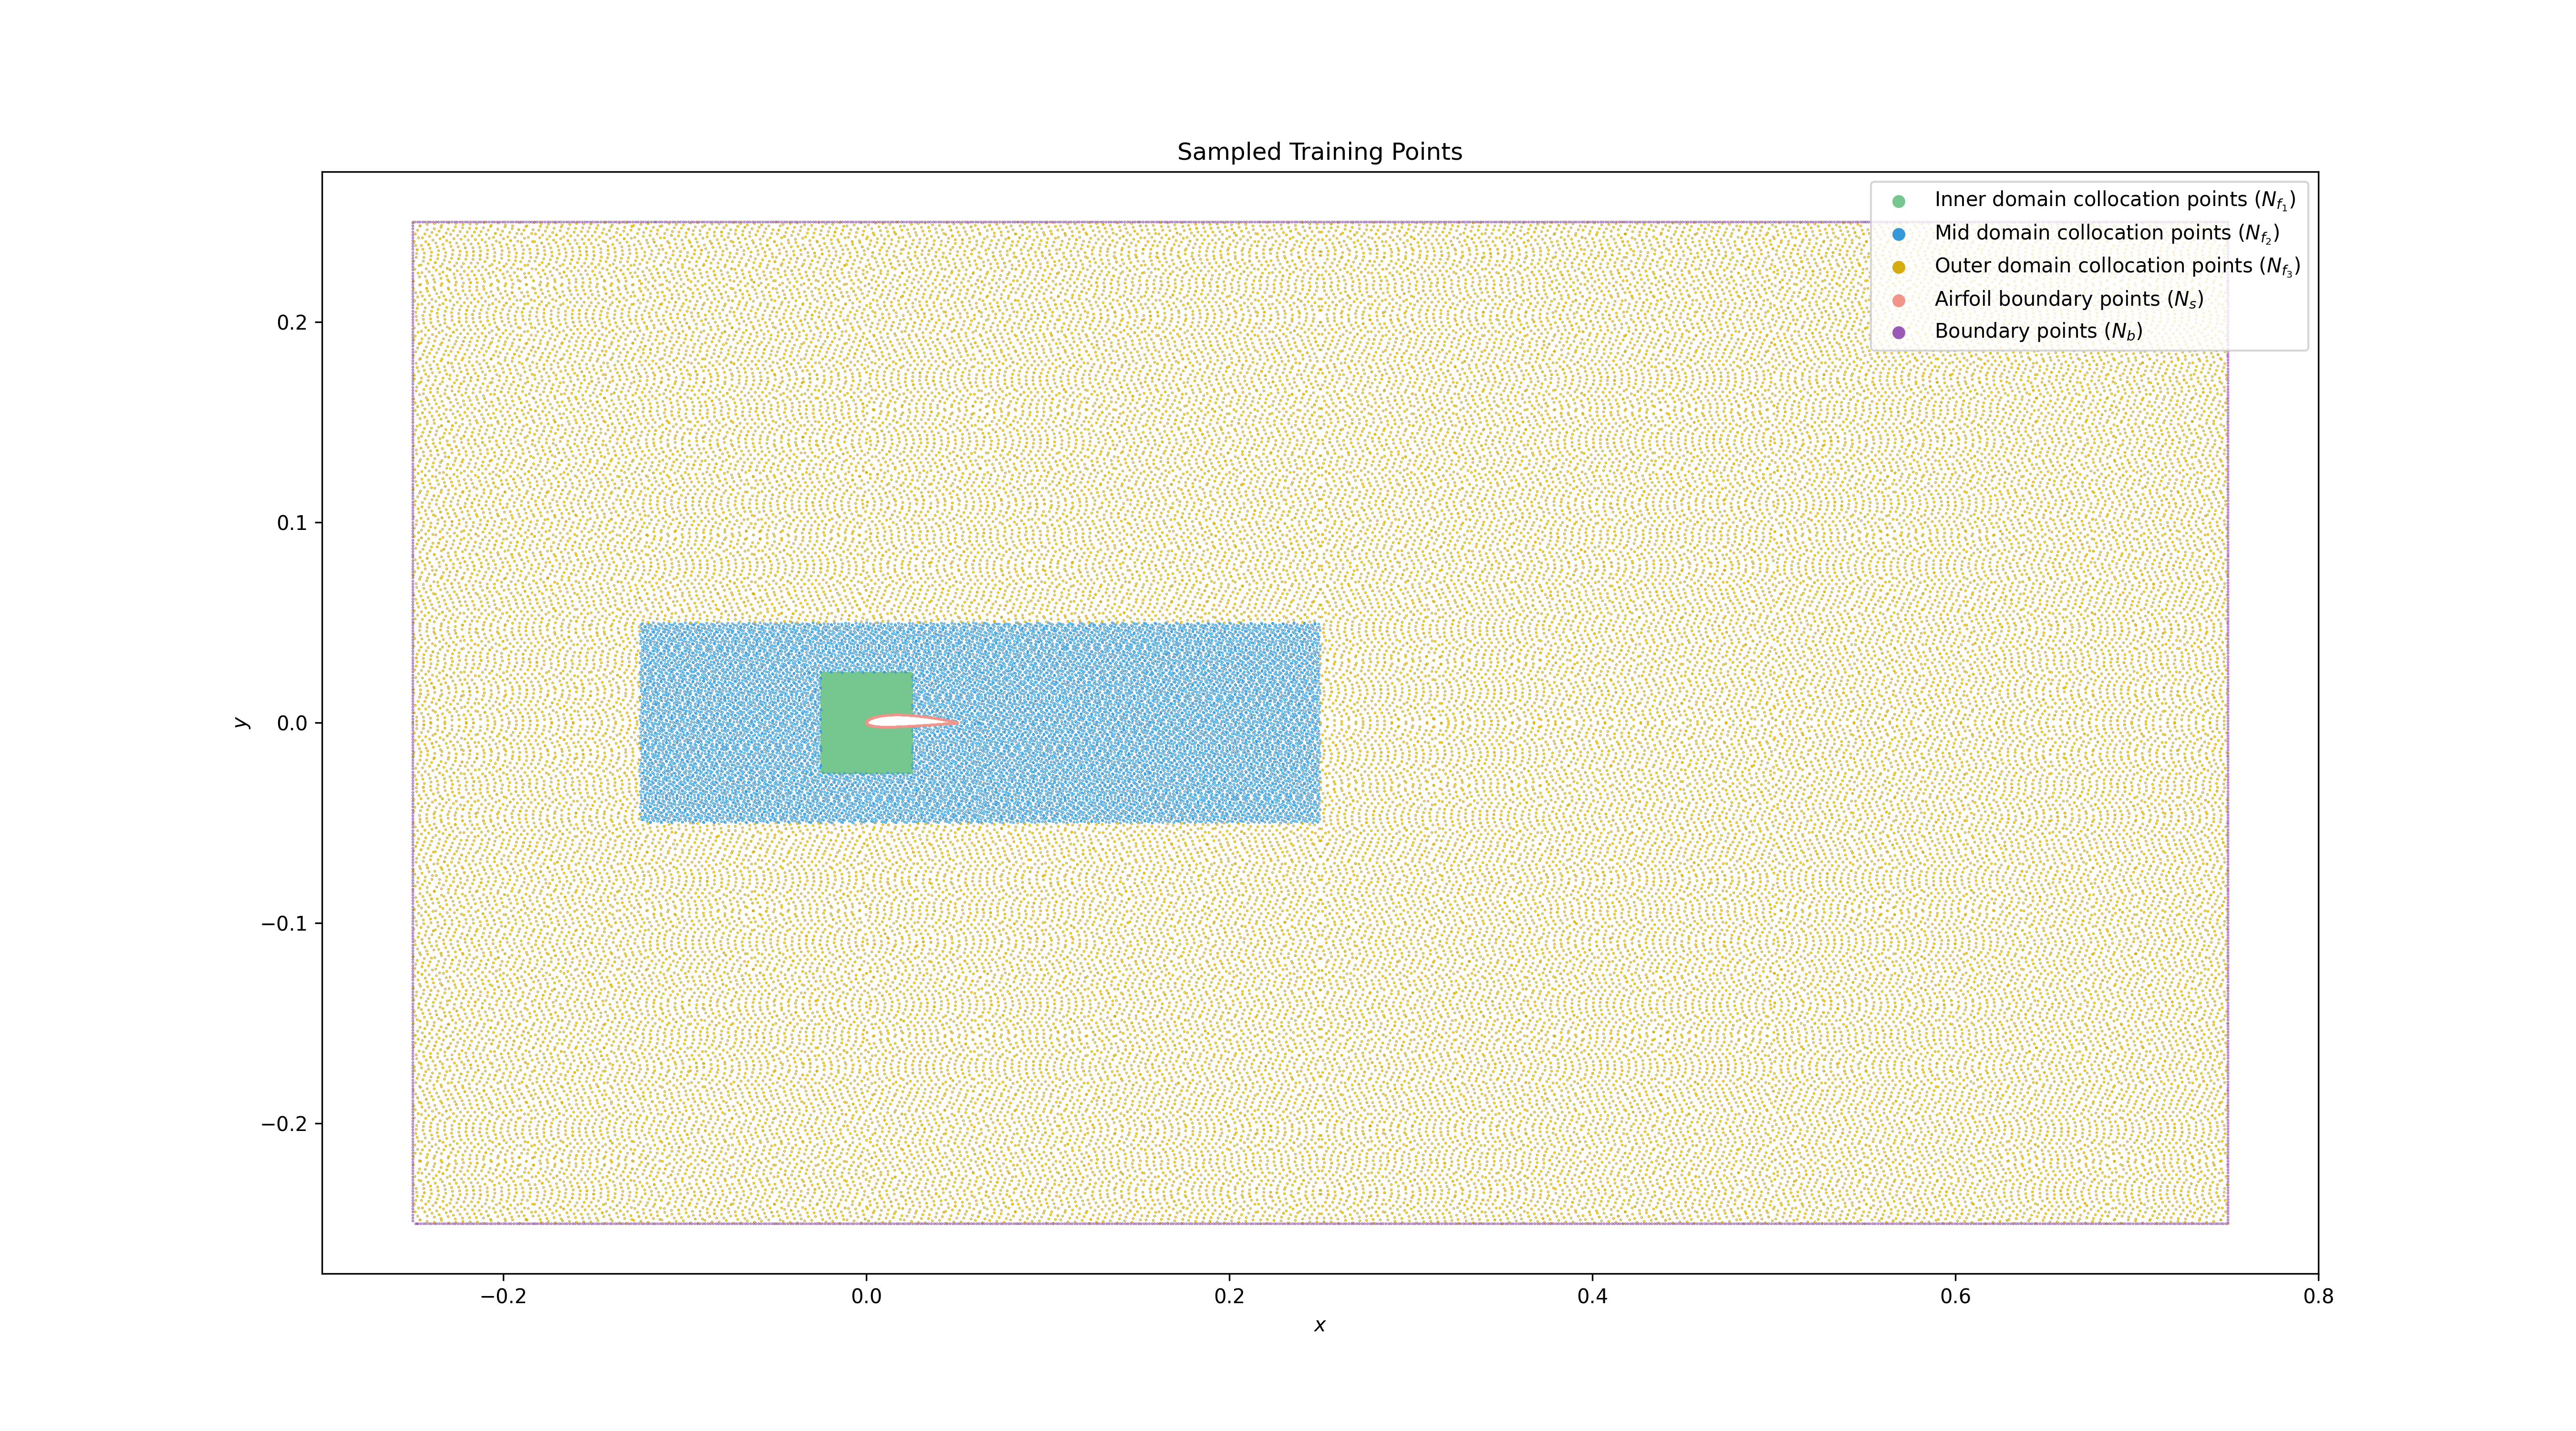 Sampled Training Points
Inner domain collocation points (N_{f_1})
Mid domain collocation points (N_{f_2})
Outer domain collocation points (N_{f_3})
Airfoil boundary points (N_s)
Boundary points (N_b)
0.2
0.1
0.0
−0.1
−0.2
y
−0.2 0.0 0.2 0.4 0.6 0.8
x